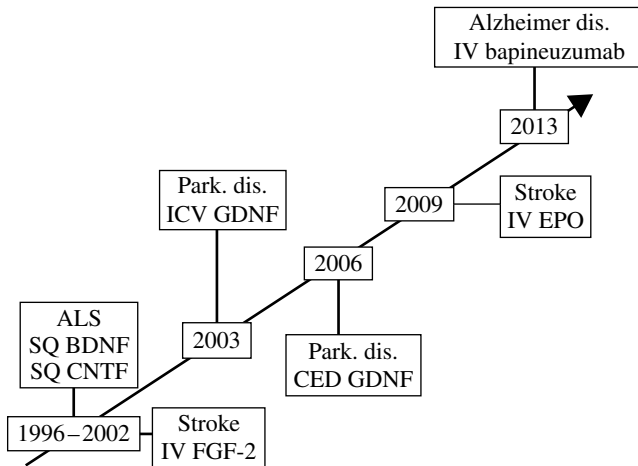 Alzheimer dis.
IV bapineuzumab
2013
Park. dis.
ICV GDNF
2009
Stroke
IV EPO
2006
ALS
SQ BDNF
SQ CNTF
2003
Park. dis.
CED GDNF
1996–2002
Stroke
IV FGF-2